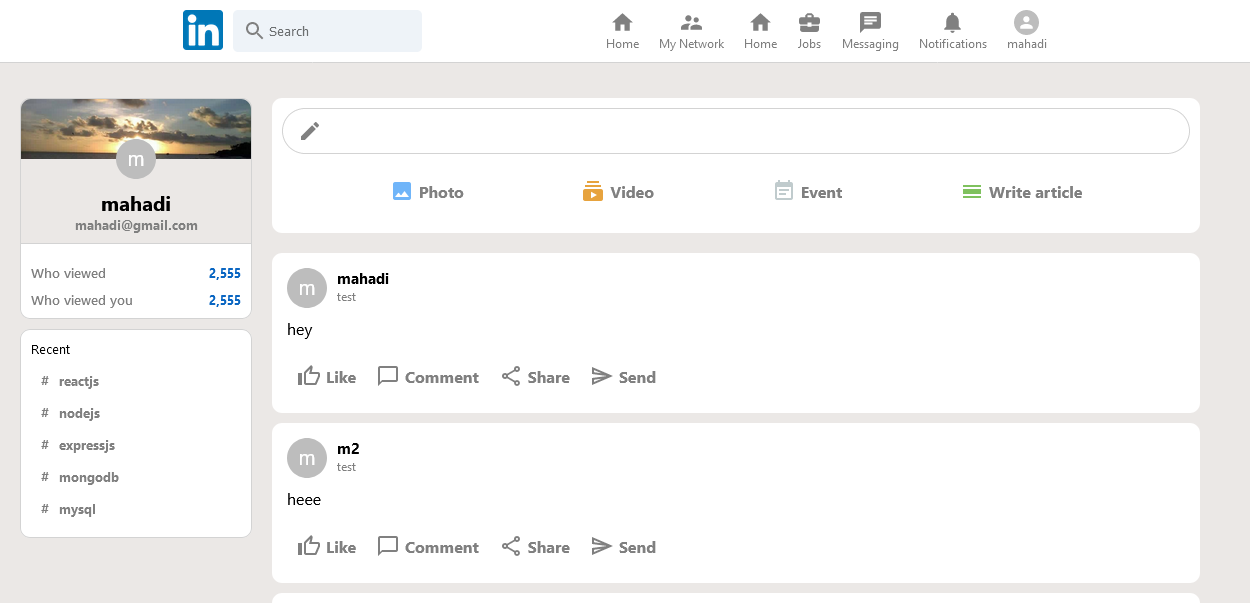 in
Search
Home
My Network
Home
Jobs
Messaging
Notifications
mahadi
m
mahadi
mahadi@gmail.com
Who viewed 2,555
Who viewed you 2,555
Recent
# reactjs
# nodejs
# expressjs
# mongodb
# mysql
Photo
Video
Event
Write article
m
mahadi
test
hey
Like Comment Share Send
m
m2
test
heee
Like Comment Share Send